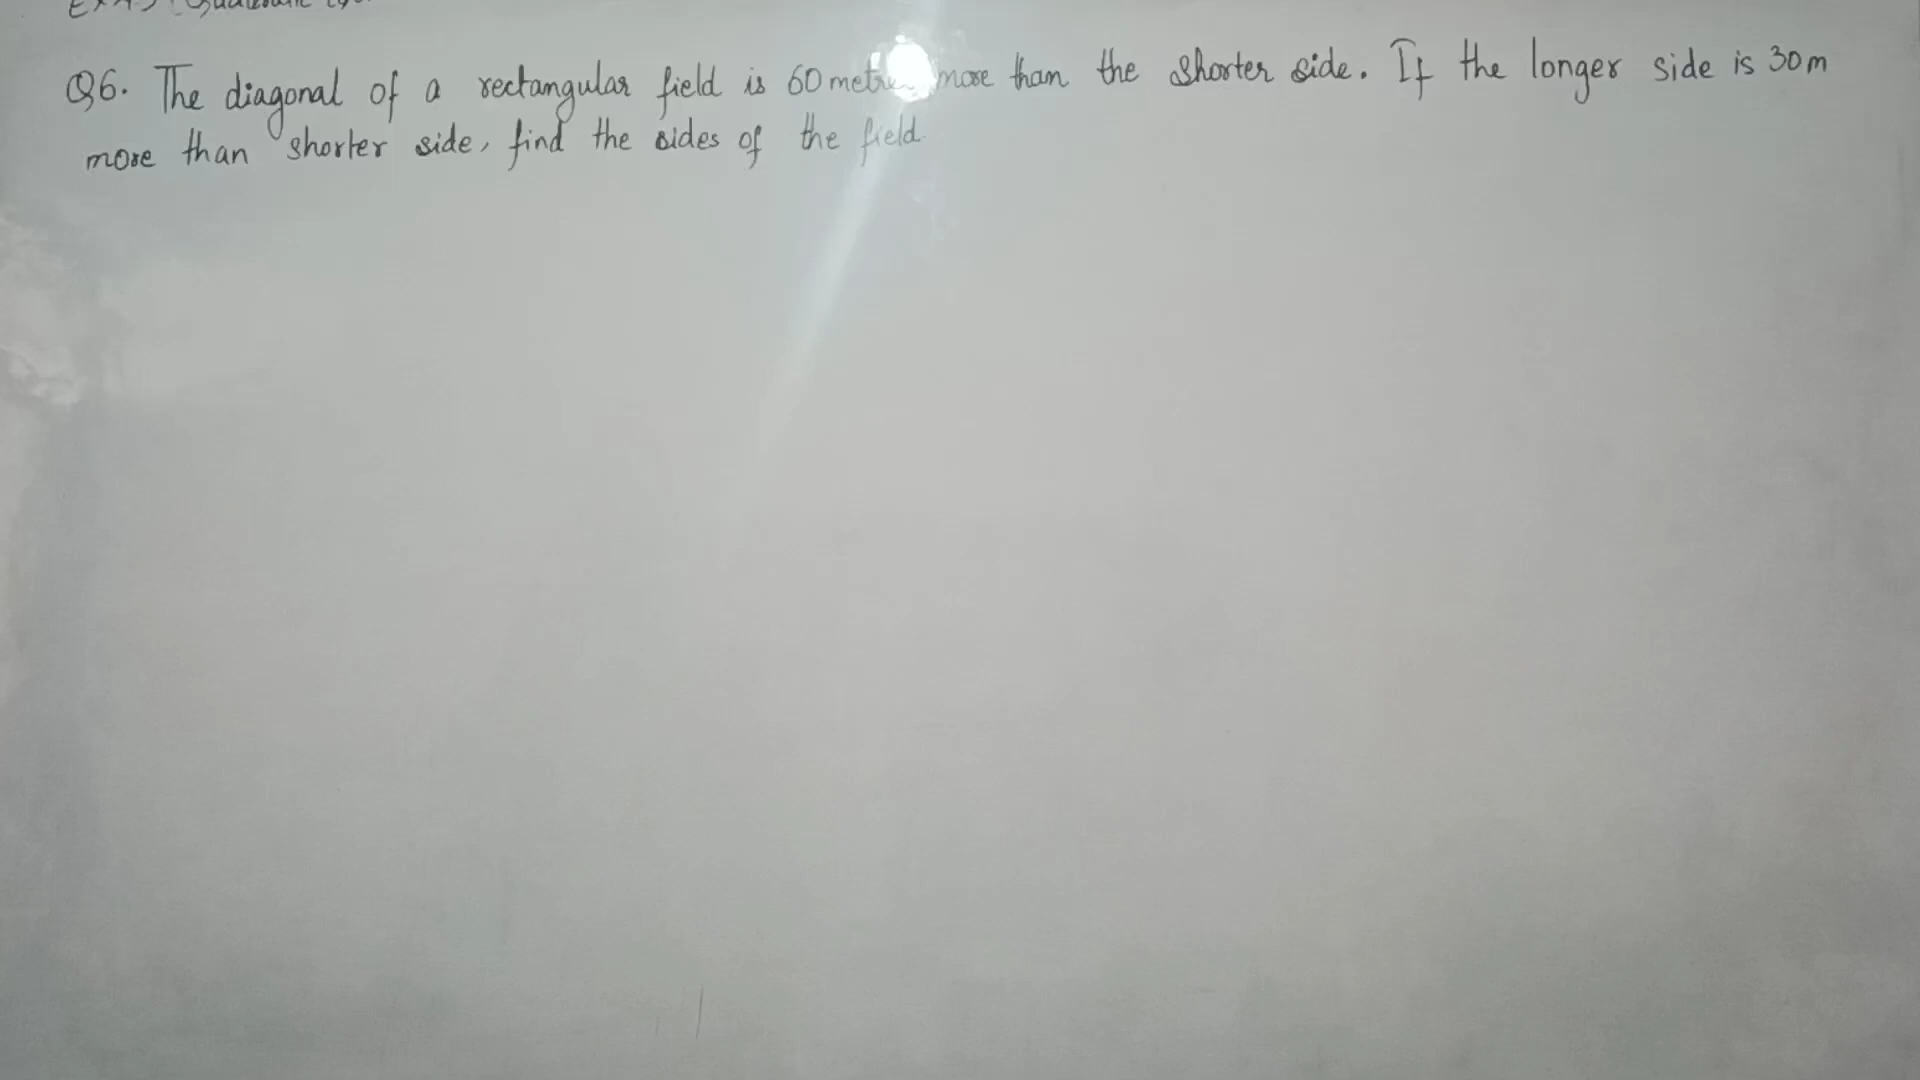 Q6. The diagonal of a rectangular field is 60 metre more than the shorter side. If the longer side is 30m
more than shorter side, find the sides of the field.